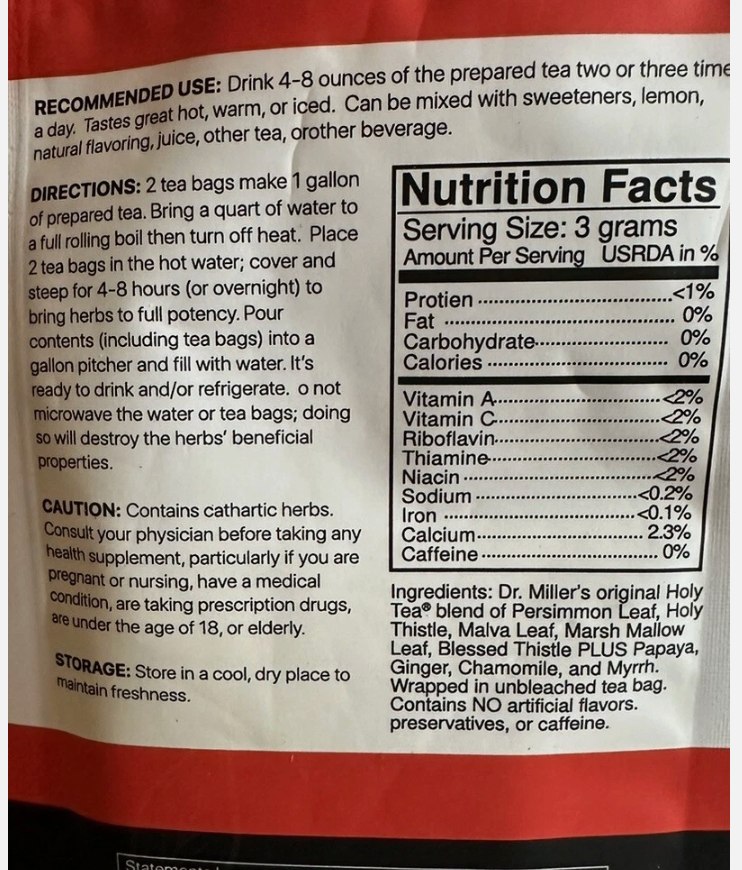 RECOMMENDED USE: Drink 4-8 ounces of the prepared tea two or three time
a day. Tastes great hot, warm, or iced. Can be mixed with sweeteners, lemon,
natural flavoring, juice, other tea, orother beverage.
DIRECTIONS: 2 tea bags make 1 gallon
of prepared tea. Bring a quart of water to
a full rolling boil then turn off heat. Place
2 tea bags in the hot water; cover and
steep for 4-8 hours (or overnight) to
bring herbs to full potency. Pour
contents (including tea bags) into a
gallon pitcher and fill with water. It's
ready to drink and/or refrigerate. o not
microwave the water or tea bags; doing
so will destroy the herbs' beneficial
properties.
CAUTION: Contains cathartic herbs.
Consult your physician before taking any
health supplement, particularly if you are
pregnant or nursing, have a medical
condition, are taking prescription drugs,
are under the age of 18, or elderly.
STORAGE: Store in a cool, dry place to
maintain freshness.
Nutrition Facts
Serving Size: 3 grams
Amount Per Serving USRDA in %
Protien <1%
Fat 0%
Carbohydrate 0%
Calories 0%
Vitamin A <2%
Vitamin C <2%
Riboflavin <2%
Thiamine <2%
Niacin <2%
Sodium <0.2%
Iron <0.1%
Calcium 2.3%
Caffeine 0%
Ingredients: Dr. Miller's original Holy
Tea® blend of Persimmon Leaf, Holy
Thistle, Malva Leaf, Marsh Mallow
Leaf, Blessed Thistle PLUS Papaya,
Ginger, Chamomile, and Myrrh.
Wrapped in unbleached tea bag.
Contains NO artificial flavors.
preservatives, or caffeine.